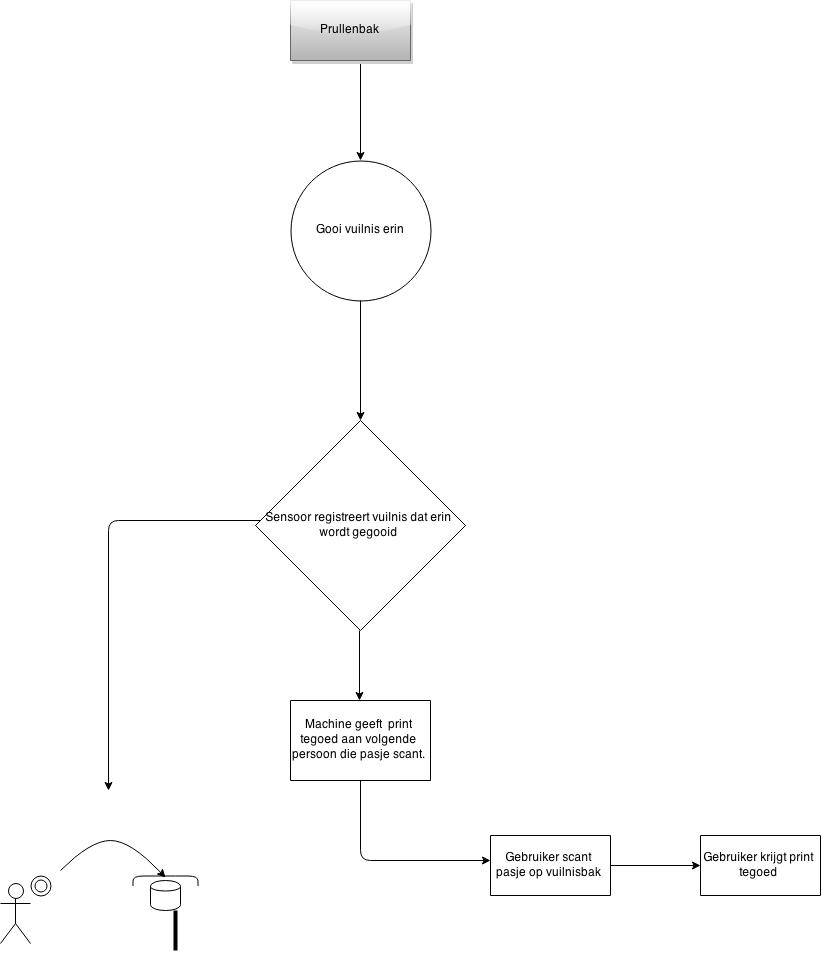 Prullenbak
Gooi vuilnis erin
Sensoor registreert vuilnis dat erin
wordt gegooid
Machine geeft print
tegoed aan volgende
persoon die pasje scant.
Gebruiker scant
pasje op vuilnisbak
Gebruiker krijgt print
tegoed